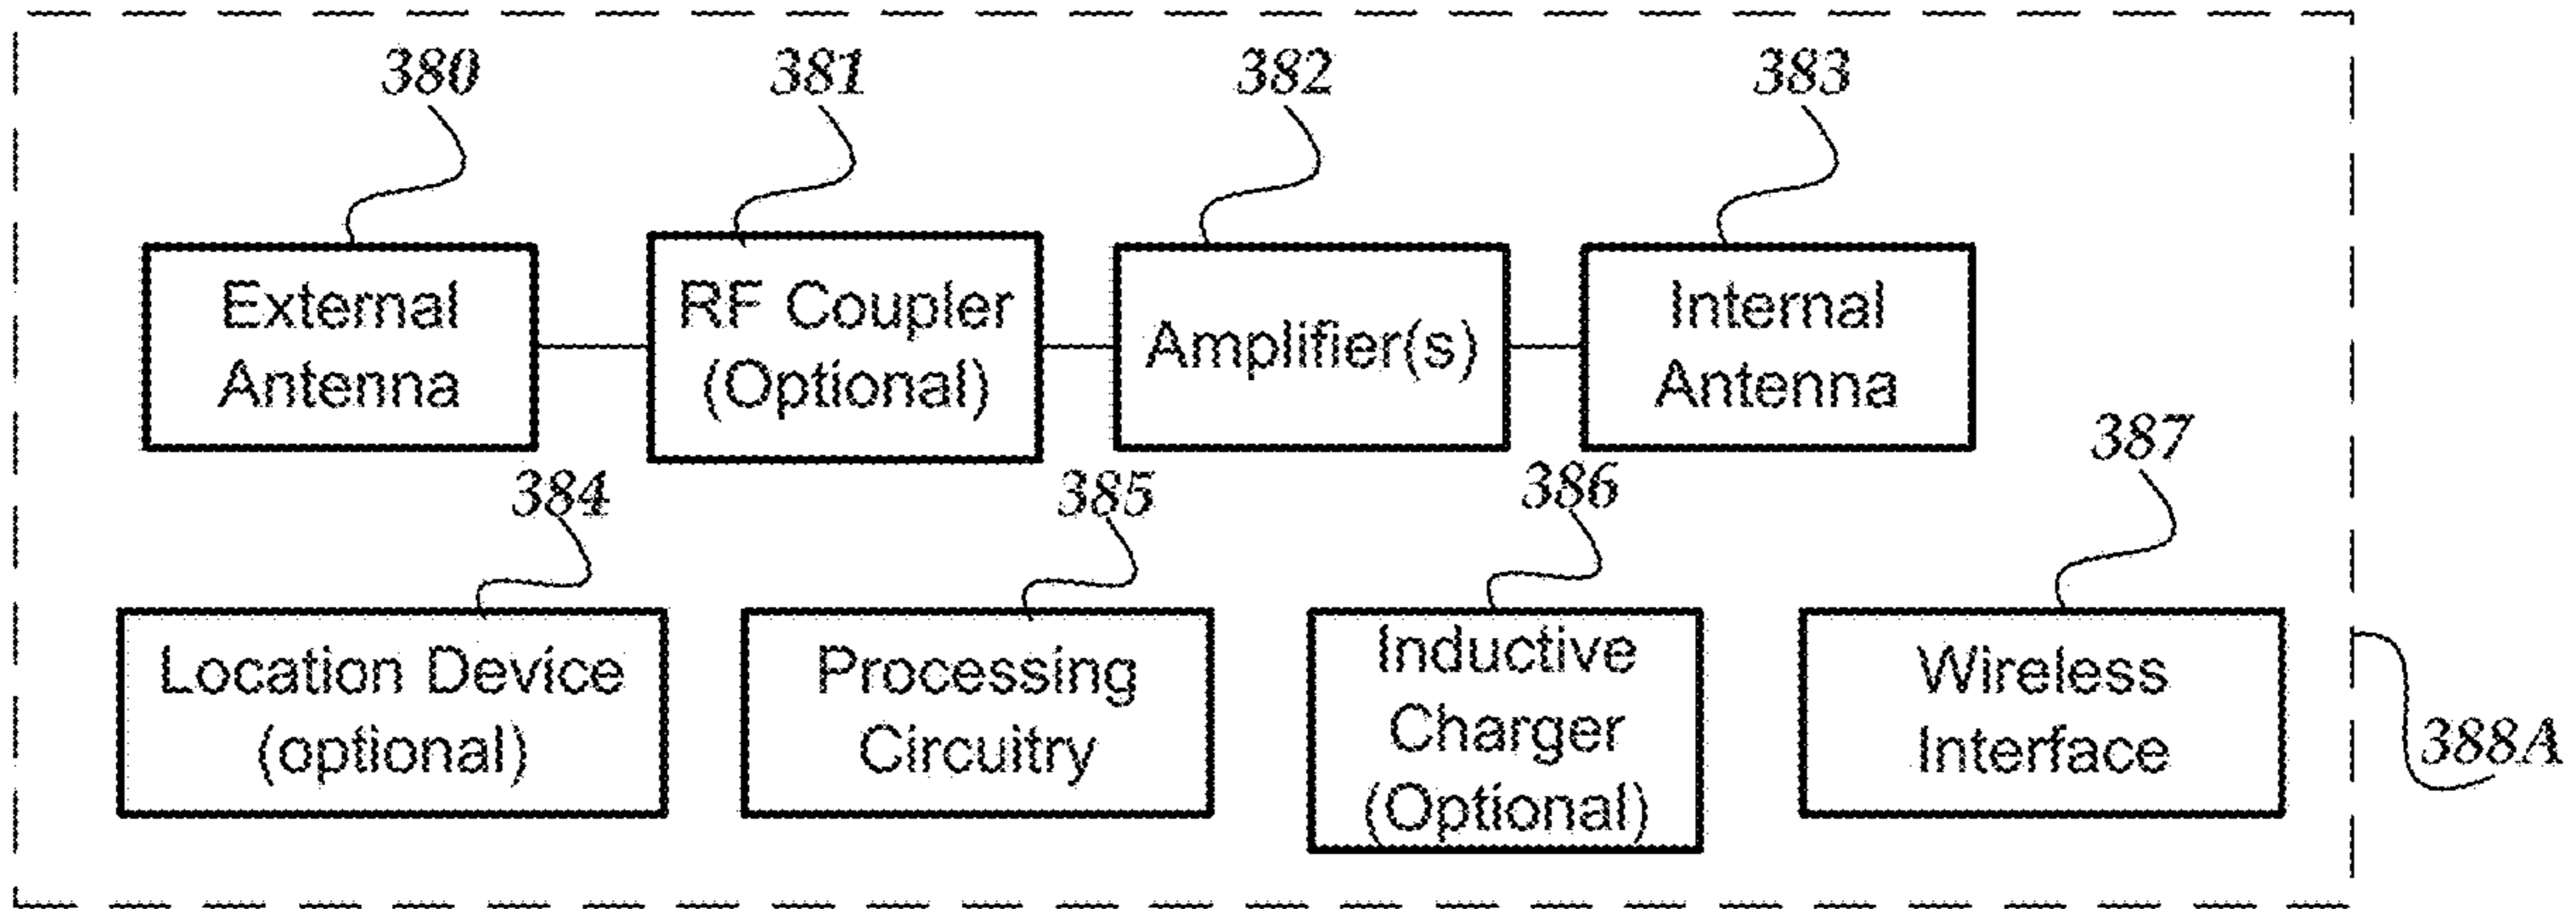 380
381
382
383
External
Antenna
RF Coupler
(Optional)
Amplifier(s)
Internal
Antenna
384
385
386
387
Location Device
(optional)
Processing
Circuitry
Inductive
Charger
(Optional)
Wireless
Interface
388A